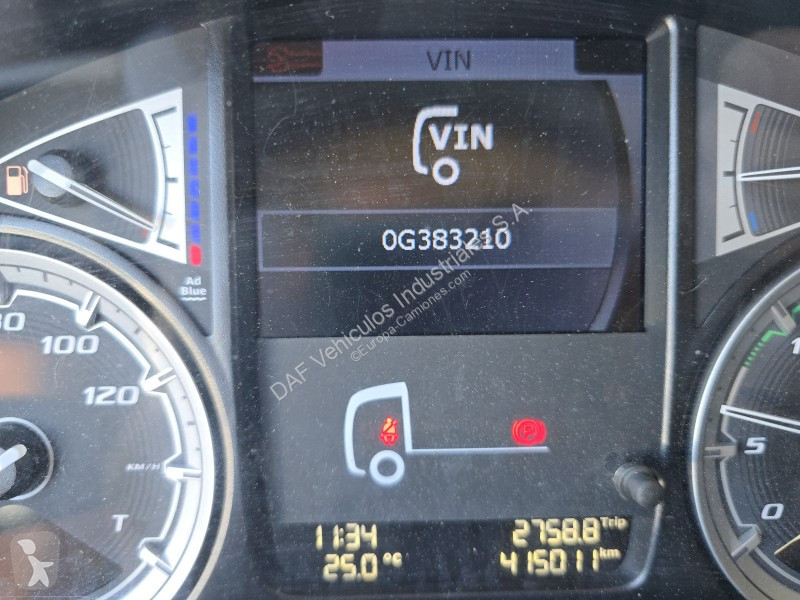 VIN
VIN
0G383210
Ad
Blue
80
100
120
KM/H
T
5
0
P
11:34
2758.8 Trip
25.0 °C
415011 km
DAF Vehiculos Industriales S.A.
©Europa-Camiones.com